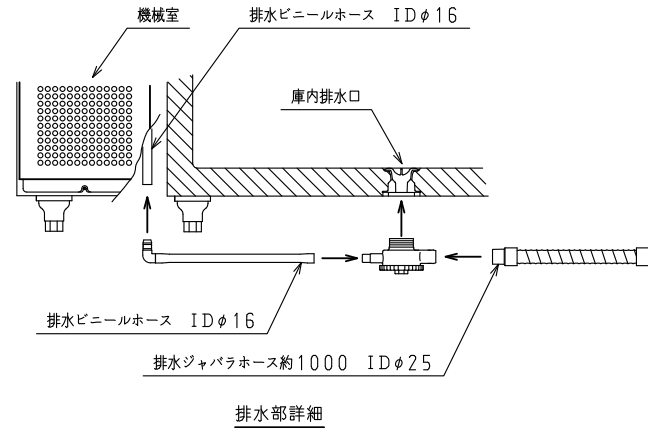 機械室
排水ビニールホース IDφ16
庫内排水口
排水ビニールホース IDφ16
排水ジャバラホース約1000 IDφ25
排水部詳細